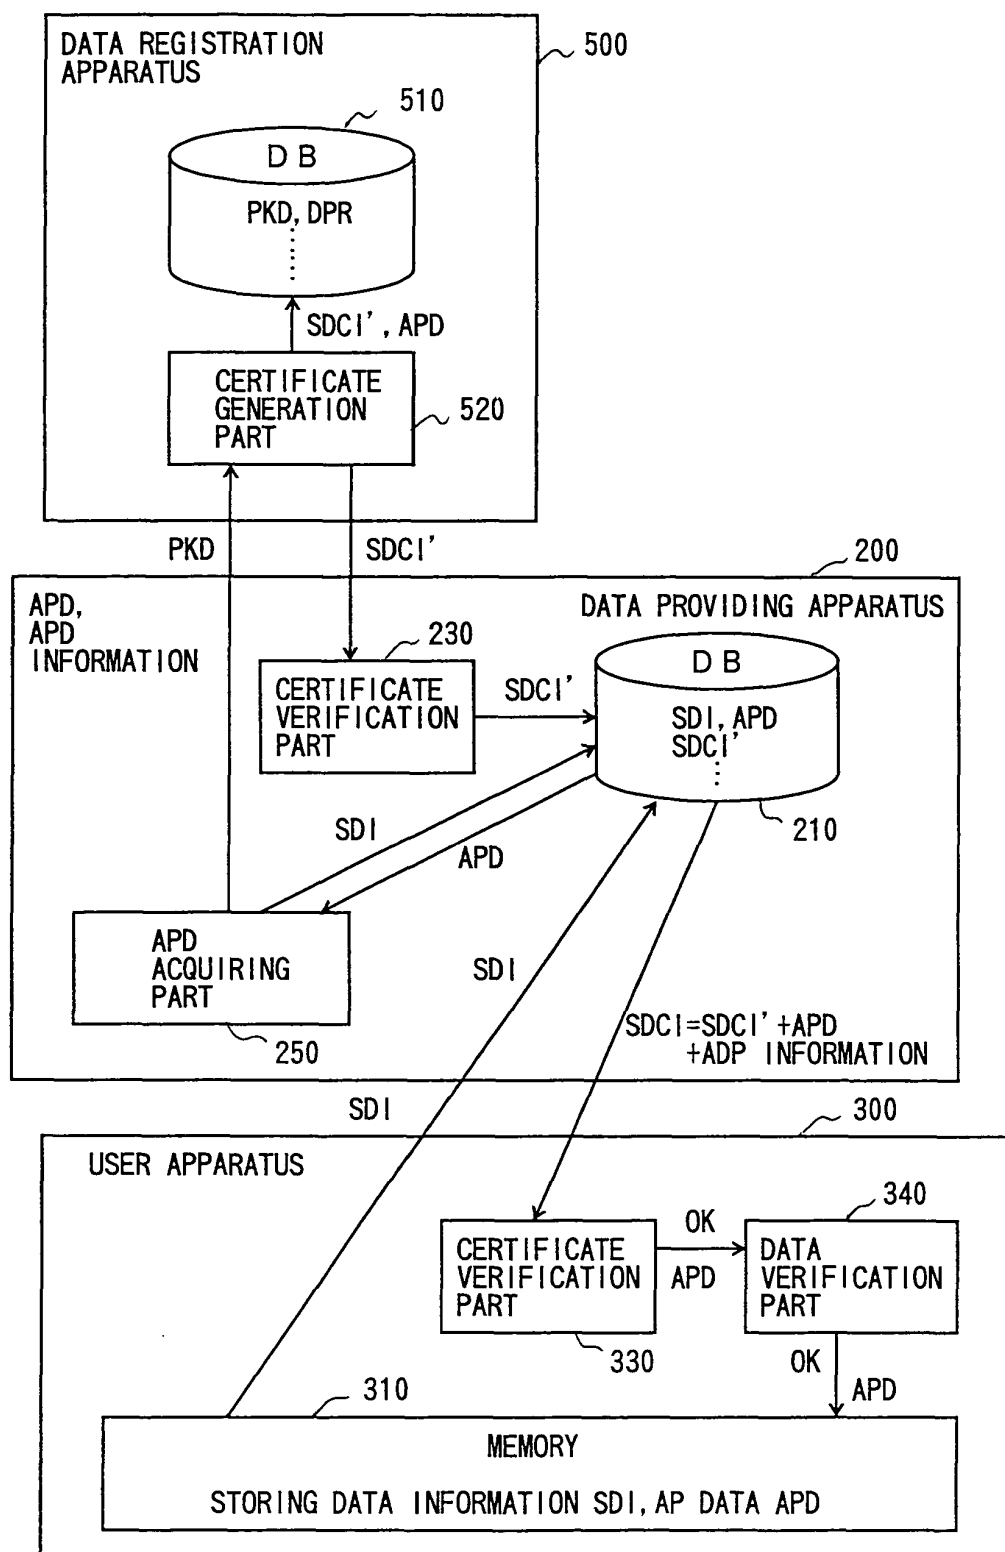 DATA REGISTRATION
APPARATUS
500
510
DB
PKD, DPR
SDCI', APD
CERTIFICATE
GENERATION
PART
520
PKD
SDCI'
200
APD,
APD
INFORMATION
DATA PROVIDING APPARATUS
230
CERTIFICATE
VERIFICATION
PART
SDCI'
DB
SDI, APD
SDCI'
210
SDI
APD
APD
ACQUIRING
PART
250
SDI
SDCI=SDCI'+APD
+ADP INFORMATION
SDI
300
USER APPARATUS
340
CERTIFICATE
VERIFICATION
PART
330
OK
APD
DATA
VERIFICATION
PART
OK
APD
310
MEMORY
STORING DATA INFORMATION SDI, AP DATA APD